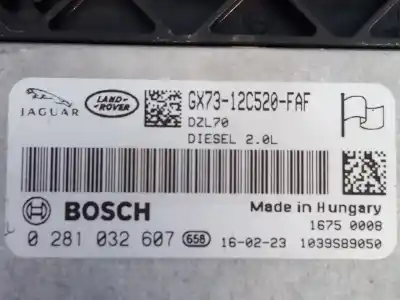 JAGUAR
LAND ROVER
GX73-12C520-FAF
DZL70
DIESEL 2.0L
BOSCH
Made in Hungary
1675 0008
0 281 032 607 658 16-02-23 1039S89050